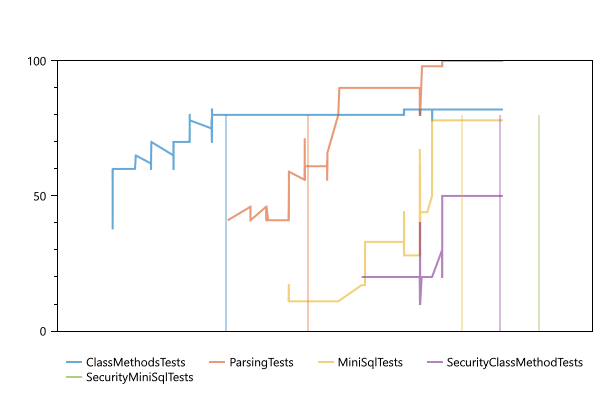 100
50
0
ClassMethodsTests ParsingTests MiniSqlTests SecurityClassMethodTests
SecurityMiniSqlTests